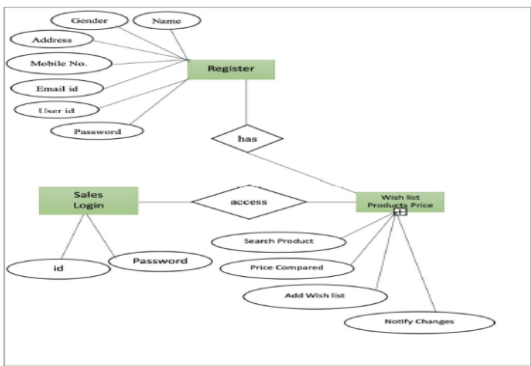 Gender
Name
Address
Mobile No.
Register
Email id
User id
Password
has
Sales
Login
access
Wish list
Products Price
Search Product
id
Password
Price Compared
Add Wish list
Notify Changes